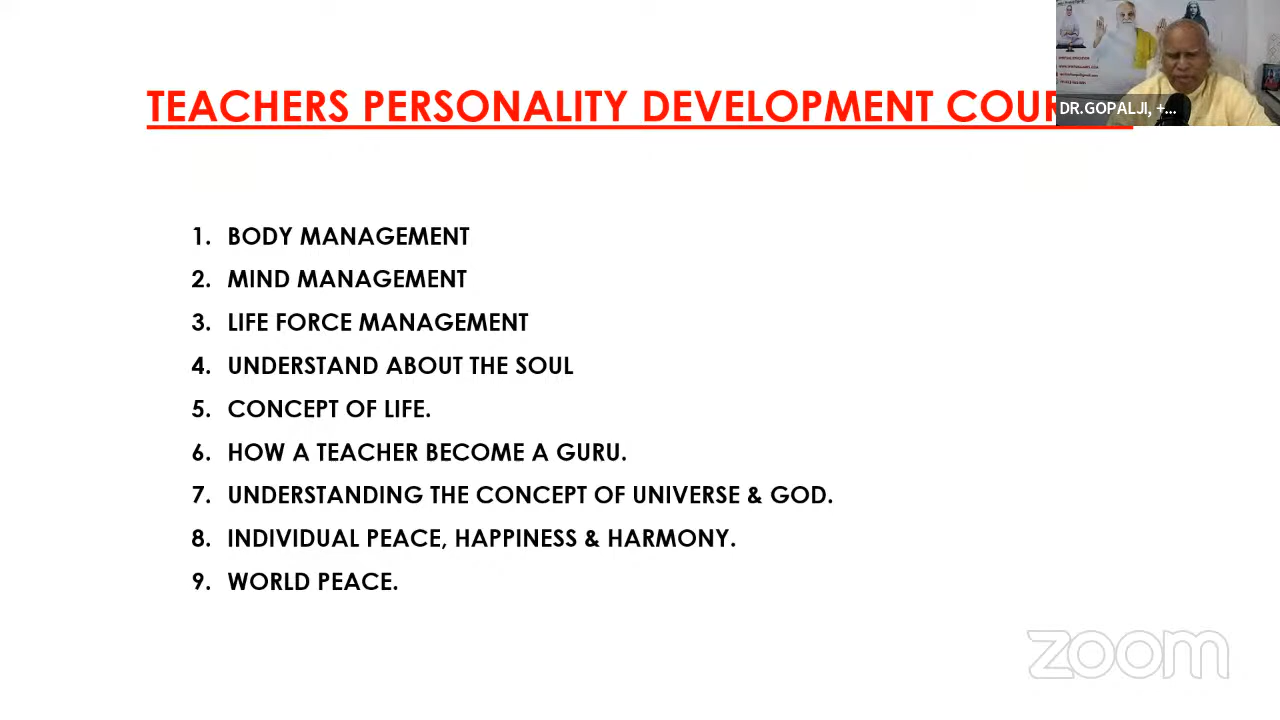 TEACHERS PERSONALITY DEVELOPMENT
DR.GOPALJI, +...
1. BODY MANAGEMENT
2. MIND MANAGEMENT
3. LIFE FORCE MANAGEMENT
4. UNDERSTAND ABOUT THE SOUL
5. CONCEPT OF LIFE.
6. HOW A TEACHER BECOME A GURU.
7. UNDERSTANDING THE CONCEPT OF UNIVERSE & GOD.
8. INDIVIDUAL PEACE, HAPPINESS & HARMONY.
9. WORLD PEACE.
zoom